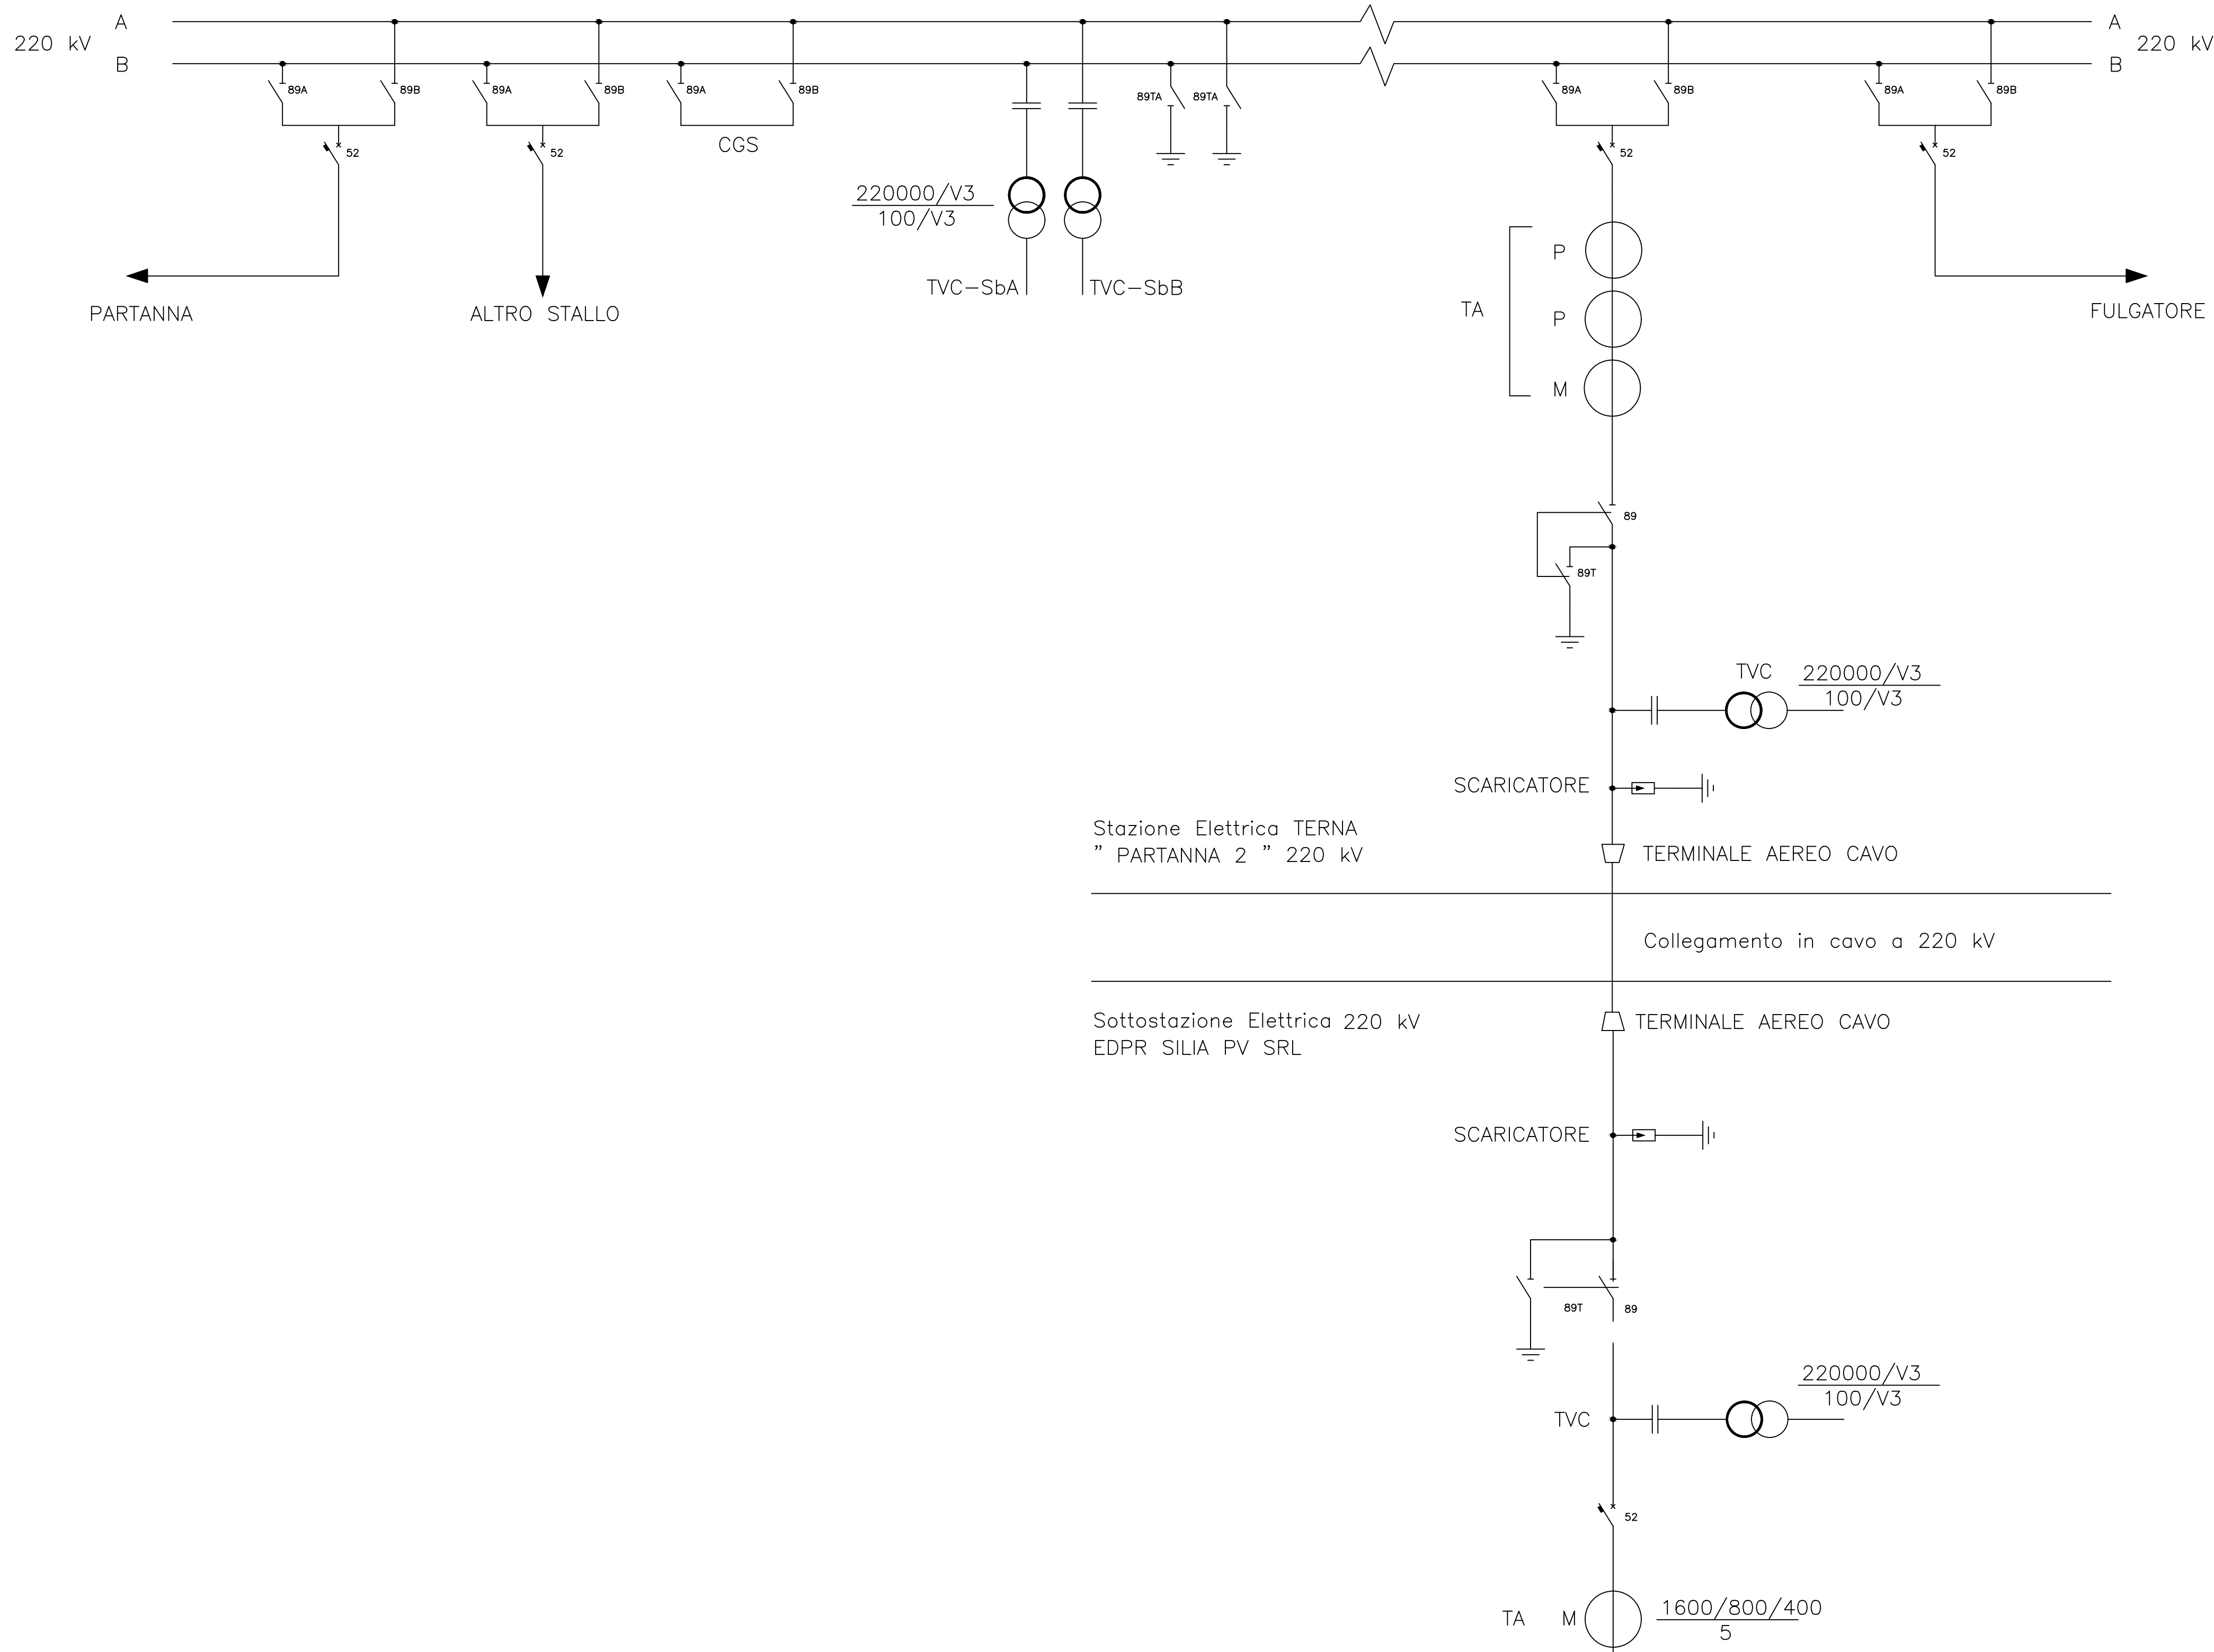 A
A
220 kV
220 kV
B
B
89A
89B
89A
89B
89A
89B
89TA
89TA
89A
89B
89A
89B
CGS
52
52
52
52
220000/V3
100/V3
TVC-SbA
TVC-SbB
PARTANNA
ALTRO STALLO
FULGATORE
P
TA
P
M
89
89T
TVC
220000/V3
100/V3
SCARICATORE
Stazione Elettrica TERNA
" PARTANNA 2 " 220 kV
TERMINALE AEREO CAVO
Collegamento in cavo a 220 kV
Sottostazione Elettrica 220 kV
EDPR SILIA PV SRL
TERMINALE AEREO CAVO
SCARICATORE
89T
89
220000/V3
100/V3
TVC
52
TA
M
1600/800/400
5